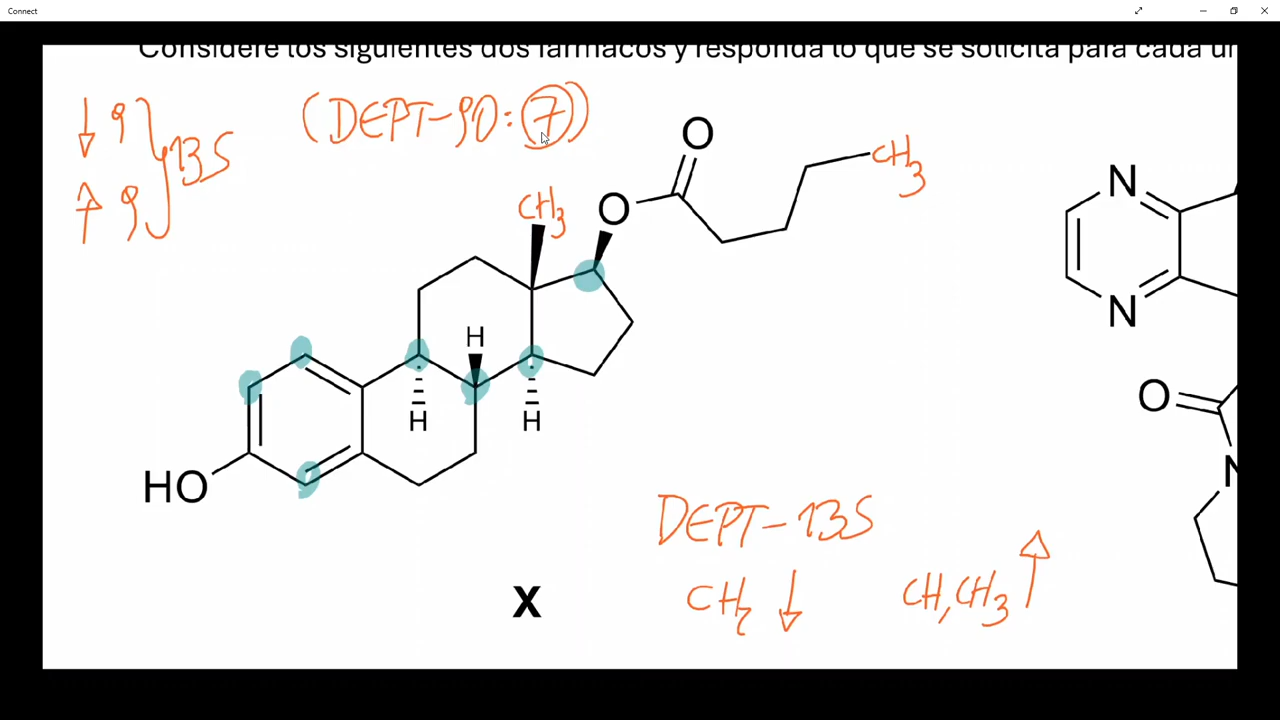 Connect
Considere los siguientes dos fármacos y responda lo que se solicita para cada
↓ 9
↑ 9
135
(DEPT-90: 7)
O
CH3
CH3
O
N
N
H
O
H
H
N
HO
DEPT-135
X
CH2 ↓
CH, CH3 ↑